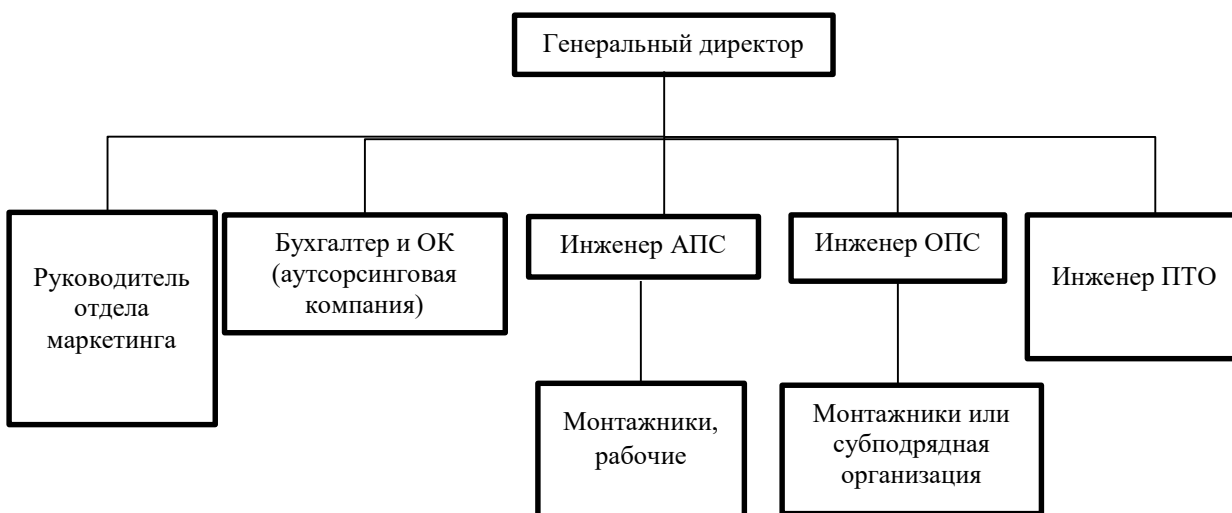 Генеральный директор
Руководитель
отдела
маркетинга
Бухгалтер и ОК
(аутсорсинговая
компания)
Инженер АПС
Инженер ОПС
Инженер ПТО
Монтажники,
рабочие
Монтажники или
субподрядная
организация